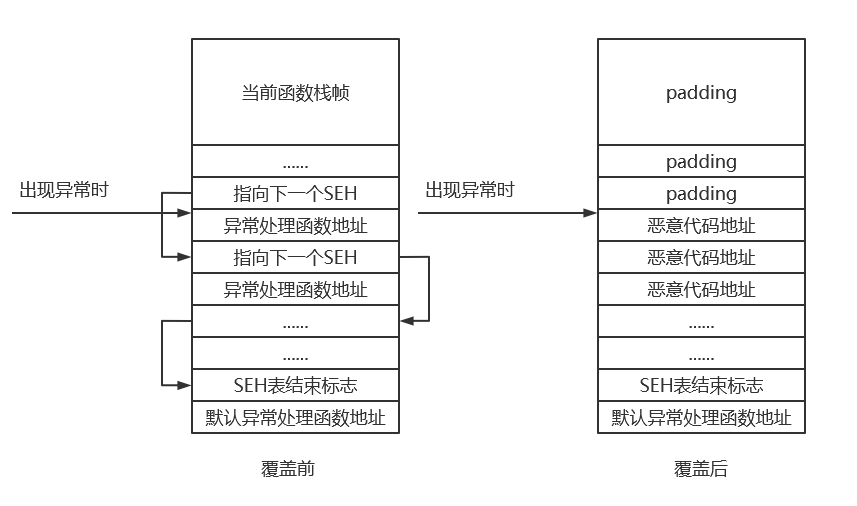 当前函数栈帧
......
出现异常时
指向下一个SEH
异常处理函数地址
指向下一个SEH
异常处理函数地址
......
......
SEH表结束标志
默认异常处理函数地址
覆盖前
padding
padding
出现异常时
padding
恶意代码地址
恶意代码地址
恶意代码地址
......
......
SEH表结束标志
默认异常处理函数地址
覆盖后